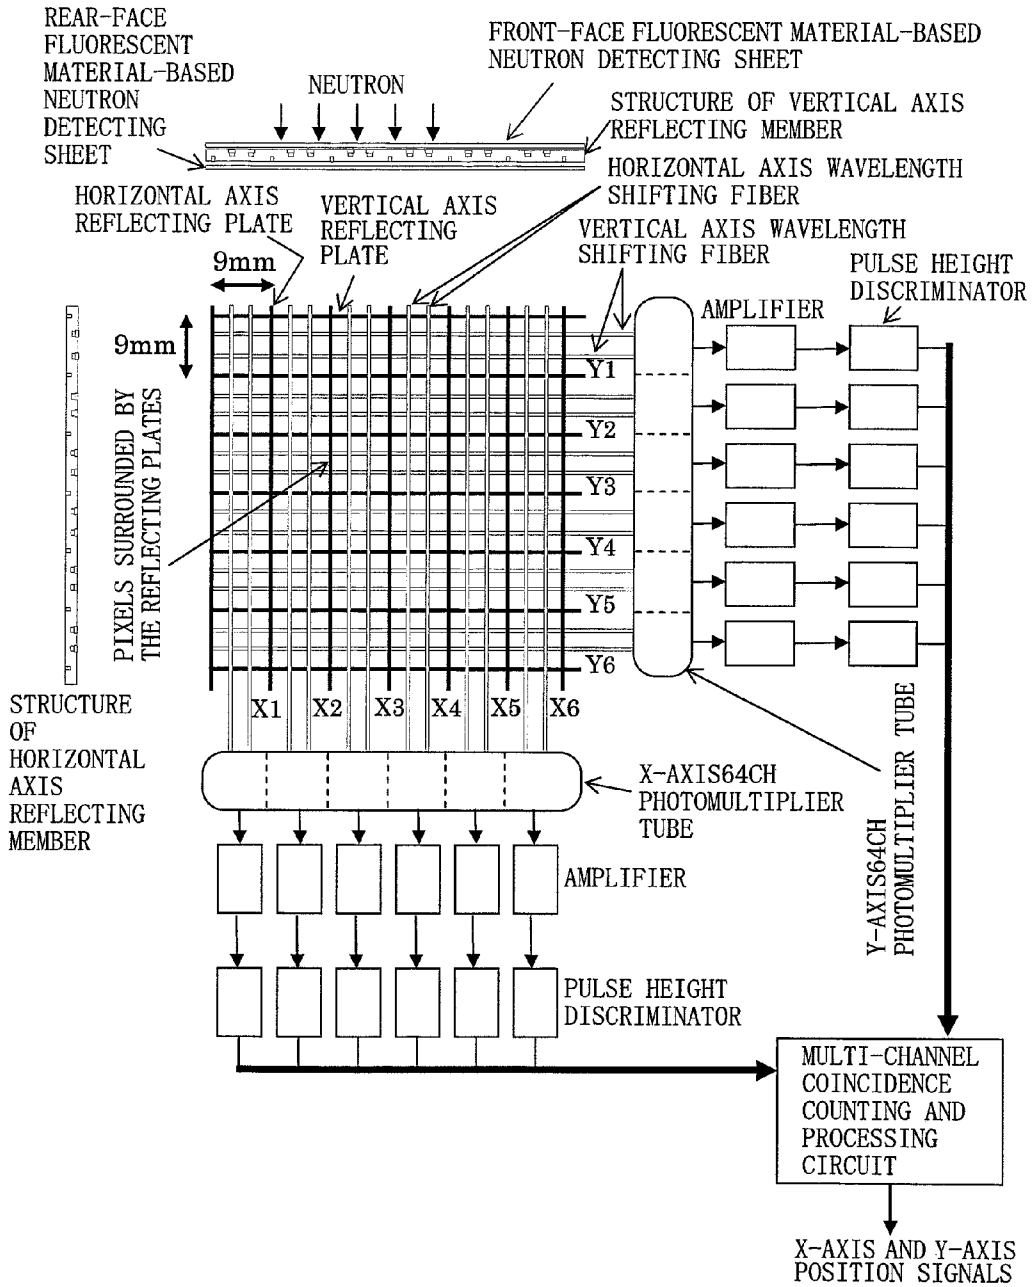 REAR-FACE
FLUORESCENT
MATERIAL-BASED
NEUTRON
DETECTING
SHEET
NEUTRON
FRONT-FACE FLUORESCENT MATERIAL-BASED
NEUTRON DETECTING SHEET
STRUCTURE OF VERTICAL AXIS
REFLECTING MEMBER
HORIZONTAL AXIS WAVELENGTH
SHIFTING FIBER
HORIZONTAL AXIS
REFLECTING PLATE
VERTICAL AXIS
REFLECTING
PLATE
VERTICAL AXIS WAVELENGTH
SHIFTING FIBER
PULSE HEIGHT
DISCRIMINATOR
AMPLIFIER
9mm
9mm
Y1
Y2
Y3
Y4
Y5
Y6
PIXELS SURROUNDED BY
THE REFLECTING PLATES
X1
X2
X3
X4
X5
X6
STRUCTURE
OF
HORIZONTAL
AXIS
REFLECTING
MEMBER
X-AXIS64CH
PHOTOMULTIPLIER
TUBE
Y-AXIS64CH
PHOTOMULTIPLIER TUBE
AMPLIFIER
PULSE HEIGHT
DISCRIMINATOR
MULTI-CHANNEL
COINCIDENCE
COUNTING AND
PROCESSING
CIRCUIT
X-AXIS AND Y-AXIS
POSITION SIGNALS